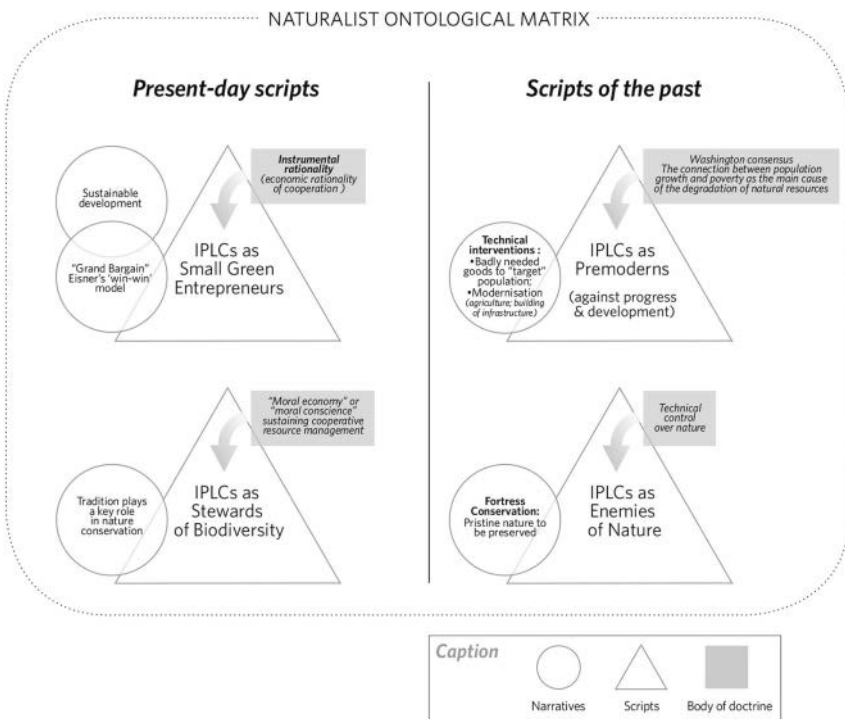 NATURALIST ONTOLOGICAL MATRIX
Present-day scripts
Sustainable
development
"Grand Bargain"
Eisner's 'win-win'
model
Instrumental
rationality
(economic rationality
of cooperation )
IPLCs as
Small Green
Entrepreneurs
"Moral economy" or
"moral conscience"
sustaining cooperative
resource management
Tradition plays
a key role
in nature
conservation
IPLCs as
Stewards
of Biodiversity
Scripts of the past
Washington consensus
The connection between population
growth and poverty as the main cause
of the degradation of natural resources
Technical
interventions :
•Badly needed
goods to "target"
population;
•Modernisation
(agriculture; building
of infrastructure)
IPLCs as
Premoderns
(against progress
& development)
Technical
control
over nature
Fortress
Conservation:
Pristine nature to
be preserved
IPLCs as
Enemies
of Nature
Caption
Narratives
Scripts
Body of doctrine